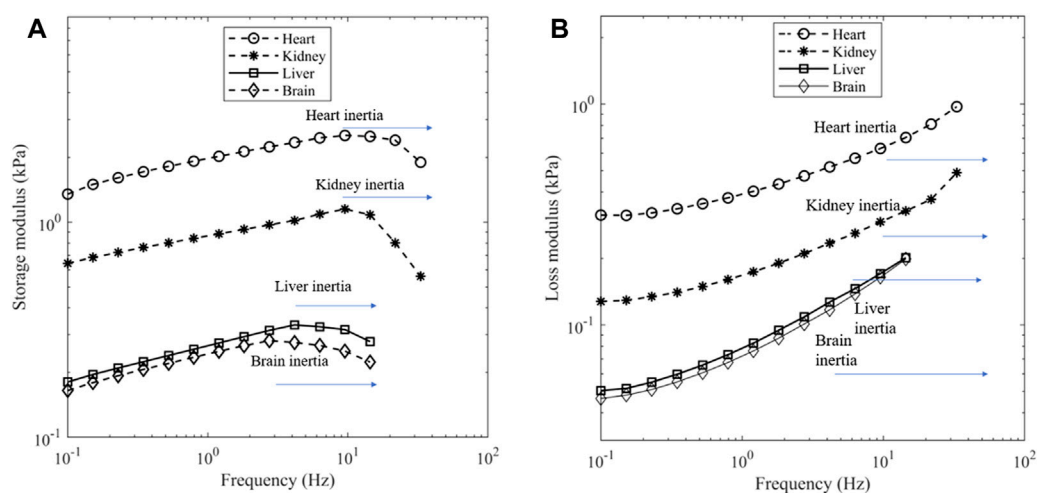 A
Heart
Kidney
Liver
Brain
Heart inertia
Kidney inertia
Liver inertia
Brain inertia
Storage modulus (kPa)
10^0
10^-1
10^-1
10^0
10^1
10^2
Frequency (Hz)
B
Heart
Kidney
Liver
Brain
Heart inertia
Kidney inertia
Liver
inertia
Brain
inertia
Loss modulus (kPa)
10^0
10^-1
10^-1
10^0
10^1
10^2
Frequency (Hz)